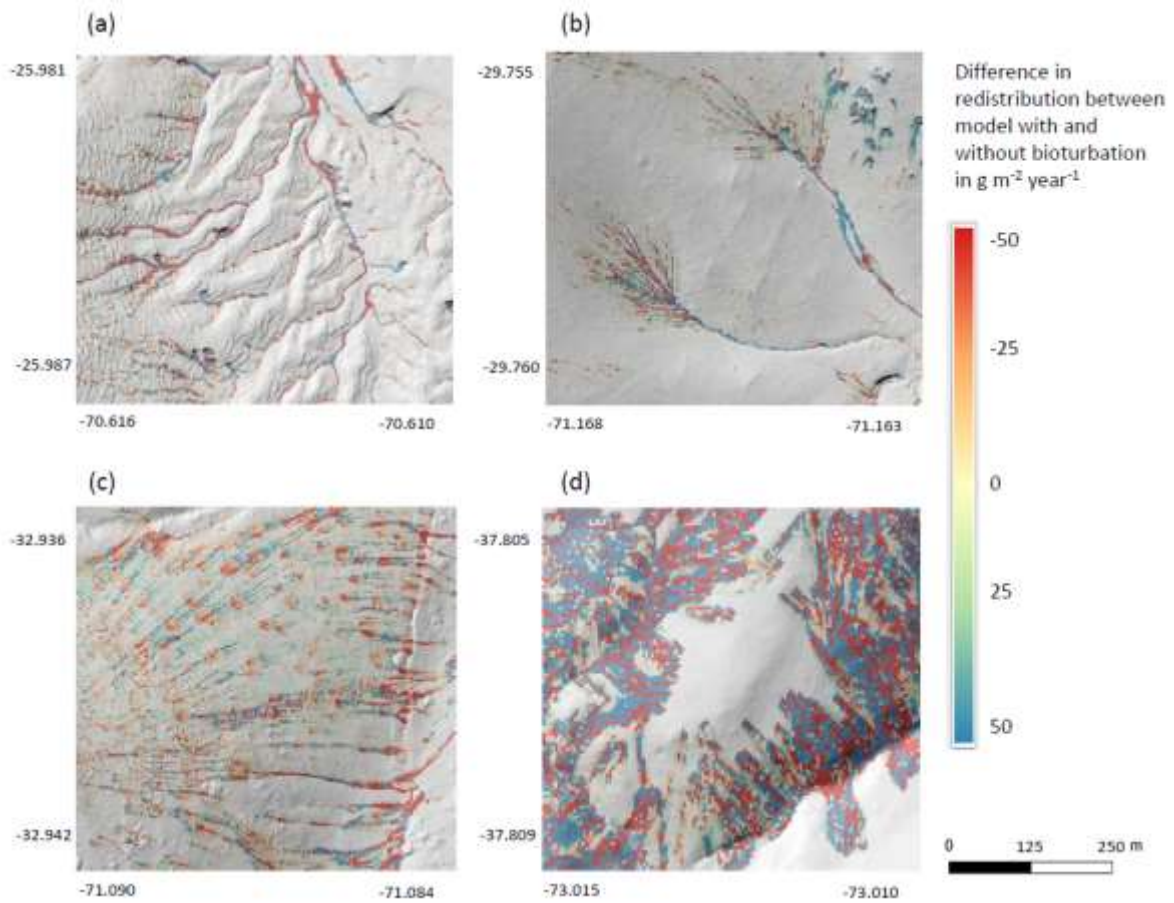 (a)
(b)
-25.981
-25.987
-70.616
-70.610
-29.755
-29.760
-71.168
-71.163
Difference in
redistribution between
model with and
without bioturbation
in g m⁻² year⁻¹
-50
-25
0
25
50
(c)
(d)
-32.936
-32.942
-71.090
-71.084
-37.805
-37.809
-73.015
-73.010
0
125
250 m